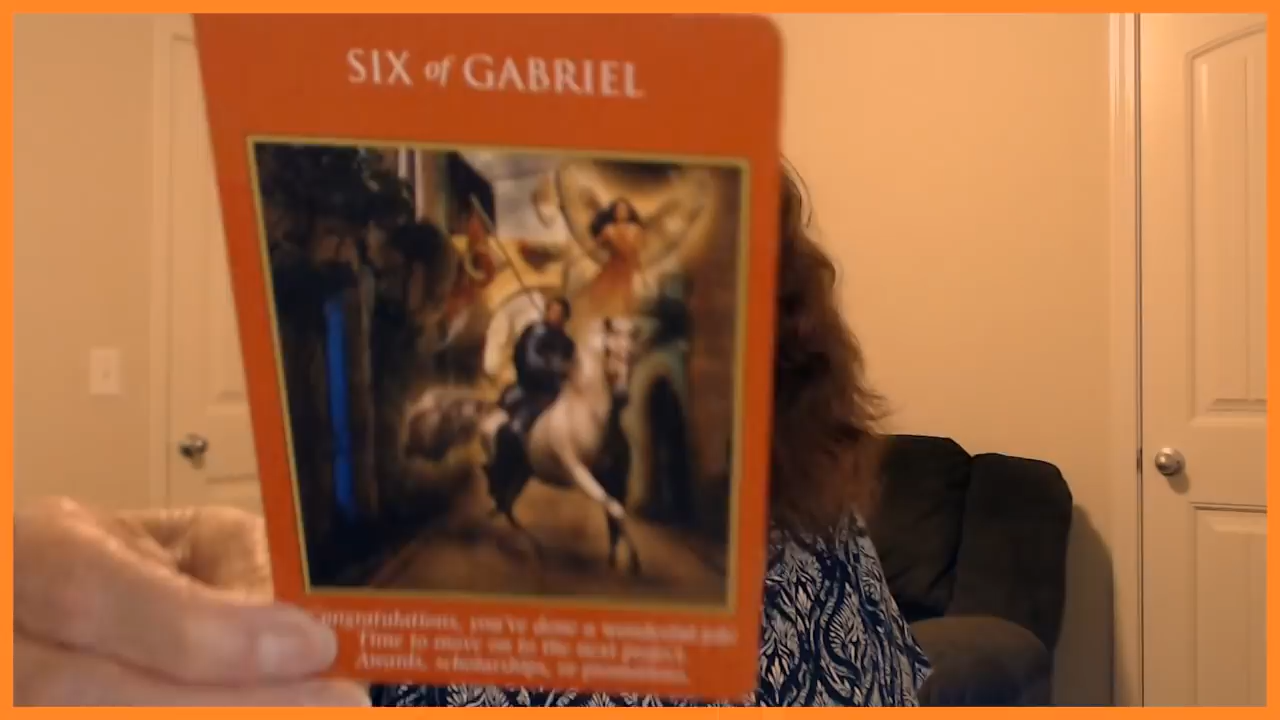 SIX of GABRIEL
ongratulations, you've done a wonderful job!
Time to move on to the next project.
Awards, scholarships, or promotions.